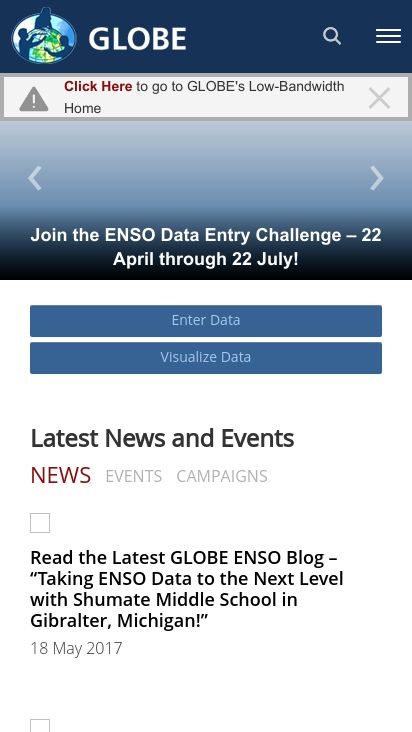 GLOBE
Click Here to go to GLOBE's Low-Bandwidth
Home
Join the ENSO Data Entry Challenge – 22
April through 22 July!
Enter Data
Visualize Data
Latest News and Events
NEWS EVENTS CAMPAIGNS
Read the Latest GLOBE ENSO Blog –
“Taking ENSO Data to the Next Level
with Shumate Middle School in
Gibralter, Michigan!”
18 May 2017